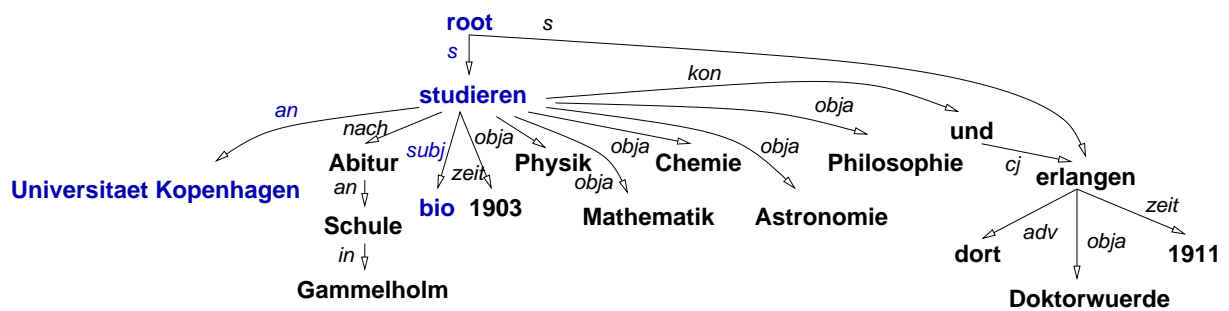 root
s
s
kon
studieren
an
nach
obja
und
subj
obja
obja
obja
cj
Abitur
Physik
Chemie
Philosophie
zeit
obja
erlangen
an
Universitaet Kopenhagen
bio
1903
Mathematik
Astronomie
zeit
Schule
adv
obja
in
dort
1911
Gammelholm
Doktorwuerde